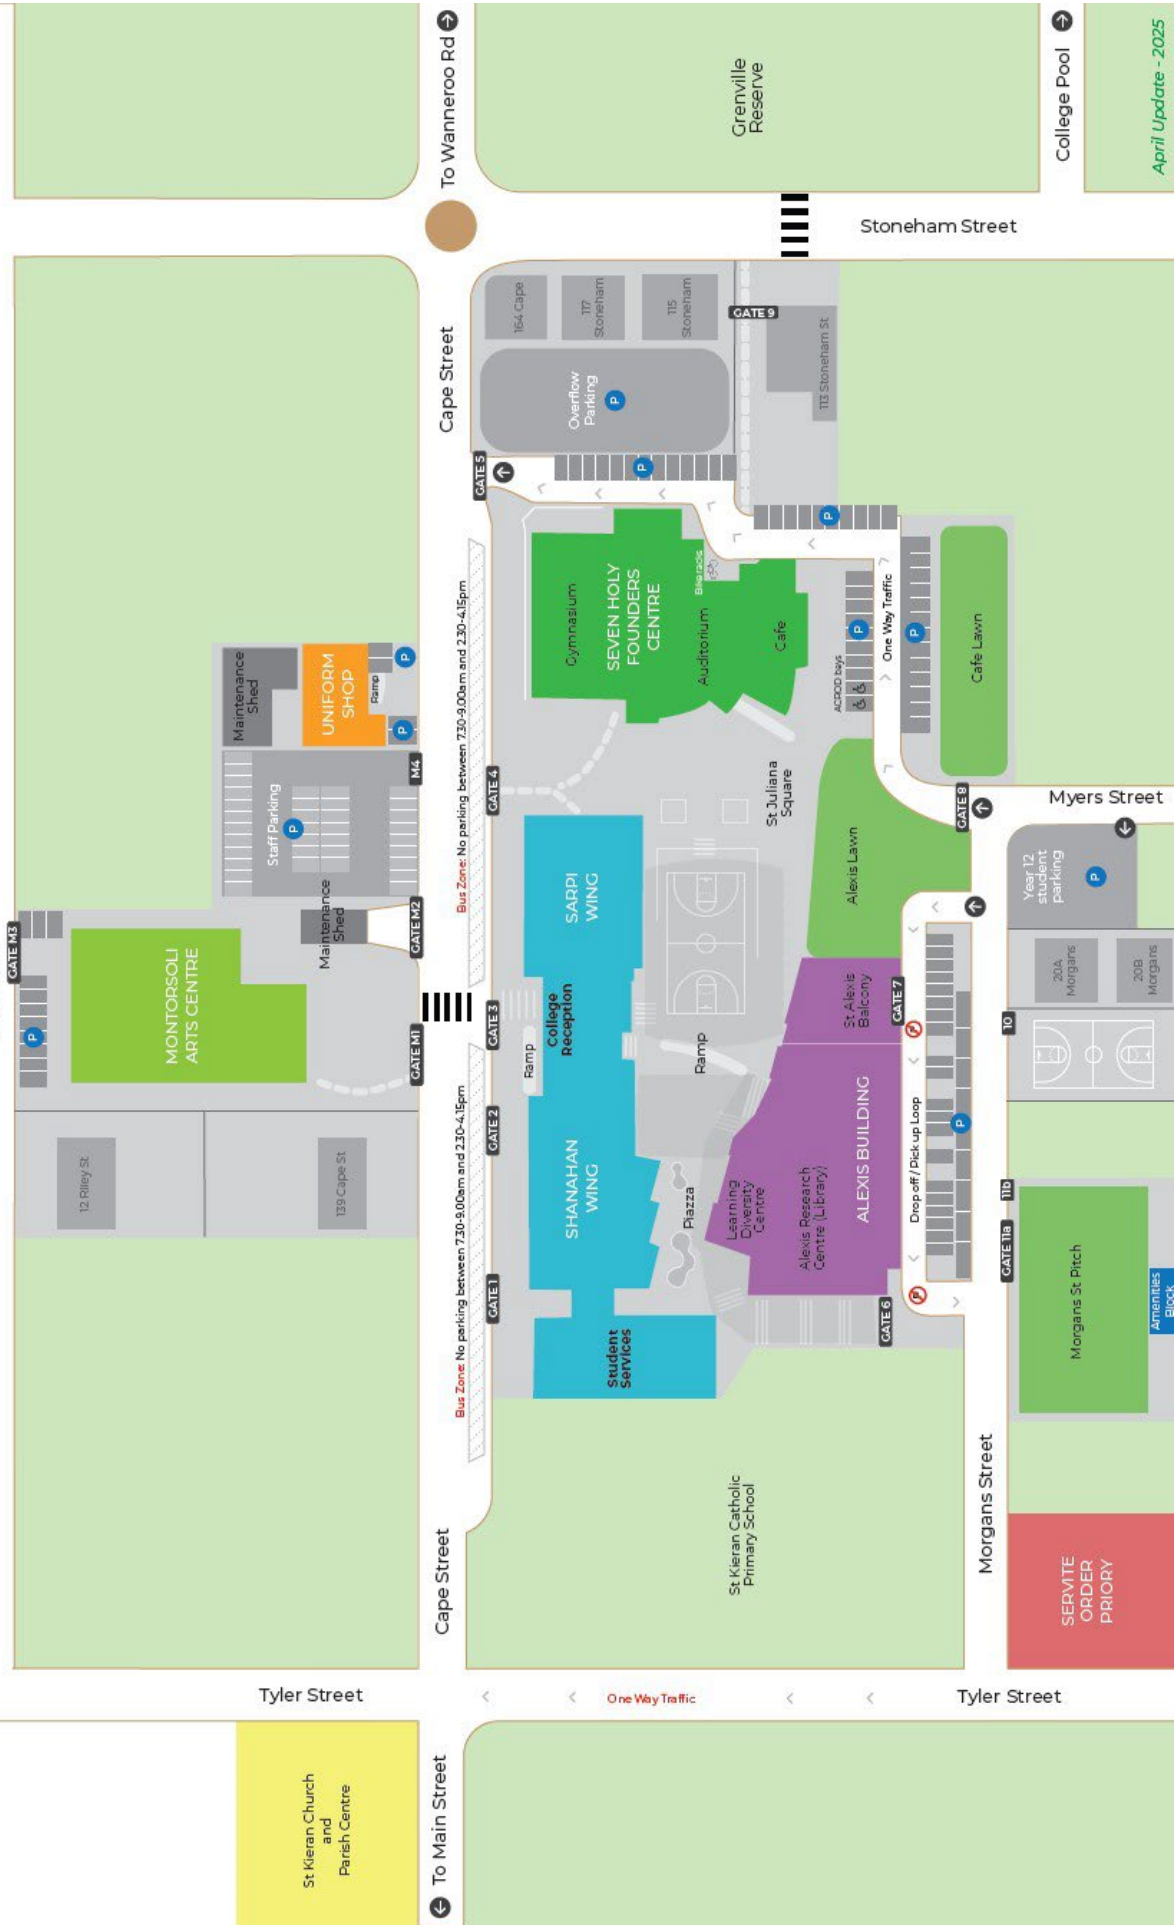 To Wanneroo Rd
Grenville
Reserve
College Pool
April Update - 2025
Stoneham Street
Cape Street
164 Cape
117
Stoneham
115
Stoneham
GATE 9
113 Stoneham St
Overflow
Parking
P
GATE 5
P
P
Gymnasium
SEVEN HOLY
FOUNDERS
CENTRE
Bike racks
Auditorium
Cafe
ACROD bays
P
One Way Traffic
P
Cafe Lawn
Maintenance
Shed
UNIFORM
SHOP
Ramp
P
P
M4
Staff Parking
P
Maintenance
Shed
GATE M2
Bus Zone: No parking between 7.30-9.00am and 2.30-4.15pm
GATE 4
St Juliana
Square
GATE 8
Myers Street
Year 12
student
parking
P
Alexis Lawn
SARPI
WING
GATE M3
P
MONTORSOLI
ARTS CENTRE
GATE M1
GATE 3
Ramp
College
Reception
Ramp
St Alexis
Balcony
GATE 7
P
10
20A
Morgans
20B
Morgans
12 Riley St
139 Cape St
Bus Zone: No parking between 7.30-9.00am and 2.30-4.15pm
GATE 2
SHANAHAN
WING
Piazza
Learning
Diversity
Centre
Alexis Research
Centre (Library)
ALEXIS BUILDING
Drop off / Pick up Loop
P
11b
GATE 11a
Morgans St Pitch
Amenities
Block
GATE 1
Student
Services
GATE 6
P
St Kieran Catholic
Primary School
Cape Street
Morgans Street
SERVITE
ORDER
PRIORY
Tyler Street
One Way Traffic
Tyler Street
St Kieran Church
and
Parish Centre
To Main Street